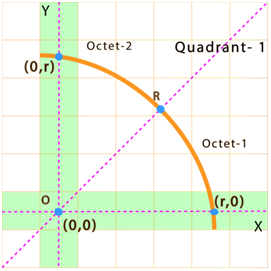 Y
Octet-2
Quadrant- 1
(0,r)
R
Octet-1
O
(r,0)
(0,0)
X